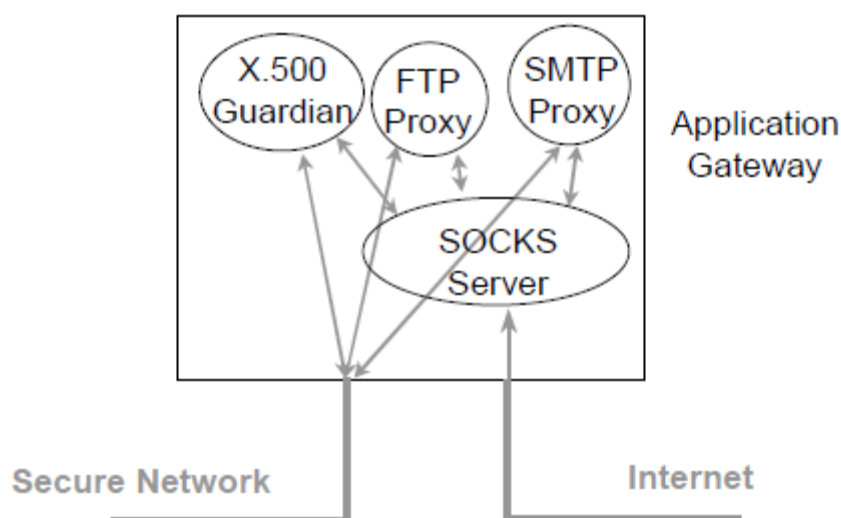 X.500
Guardian
FTP
Proxy
SMTP
Proxy
Application
Gateway
SOCKS
Server
Secure Network
Internet